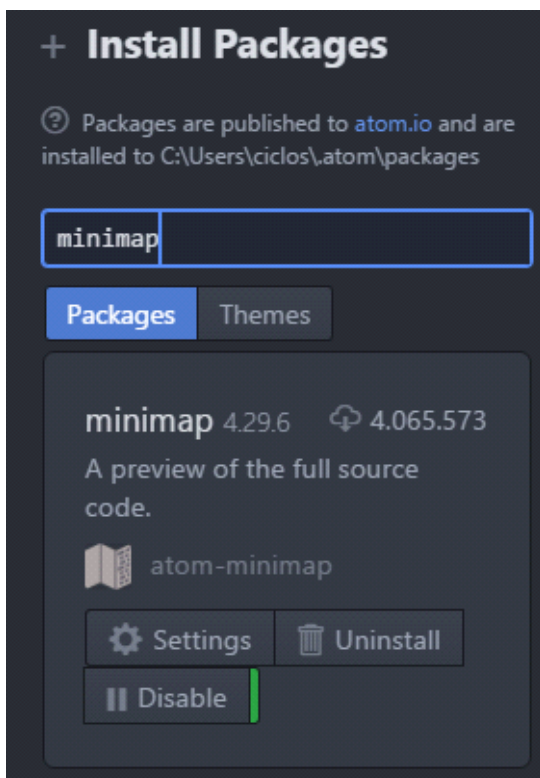 + Install Packages
? Packages are published to atom.io and are
installed to C:\Users\ciclos\.atom\packages
minimap
Packages Themes
minimap 4.29.6 4.065.573
A preview of the full source
code.
atom-minimap
Settings Uninstall
Disable